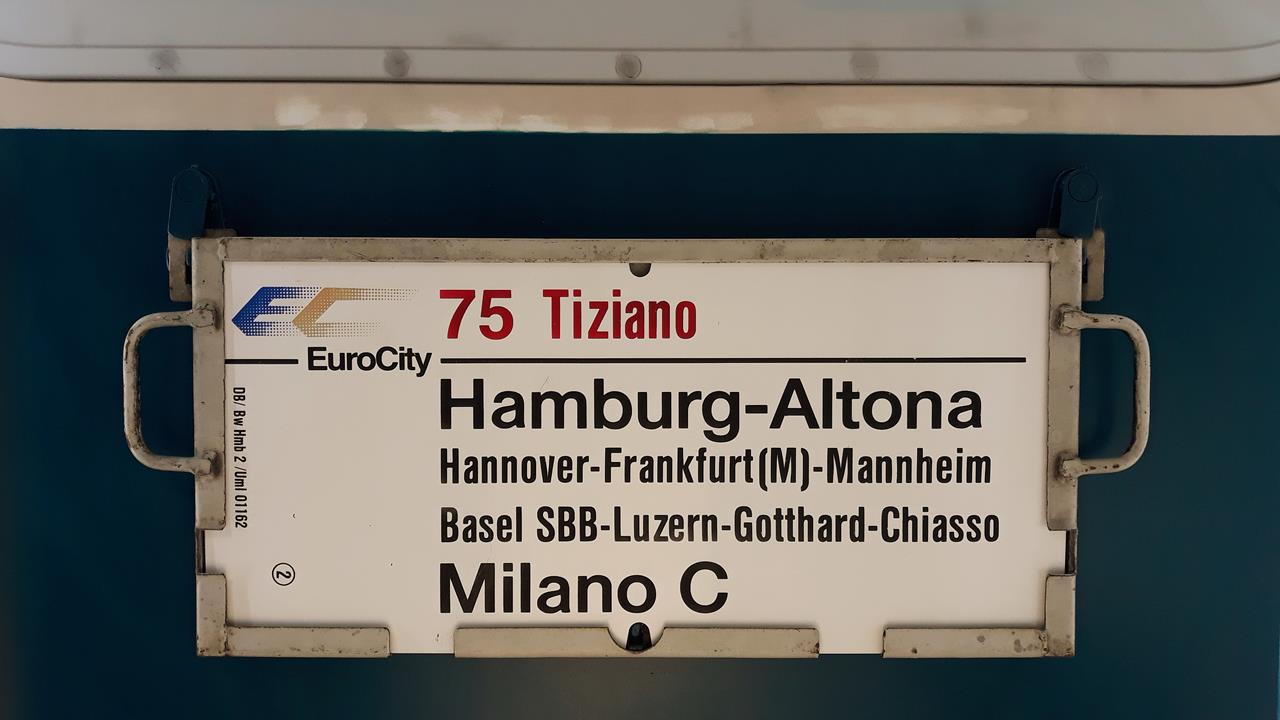 EC
75 Tiziano
EuroCity
Hamburg-Altona
Hannover-Frankfurt(M)-Mannheim
Basel SBB-Luzern-Gotthard-Chiasso
Milano C
DB/ Bw Hmb 2 /Uml 01162
2